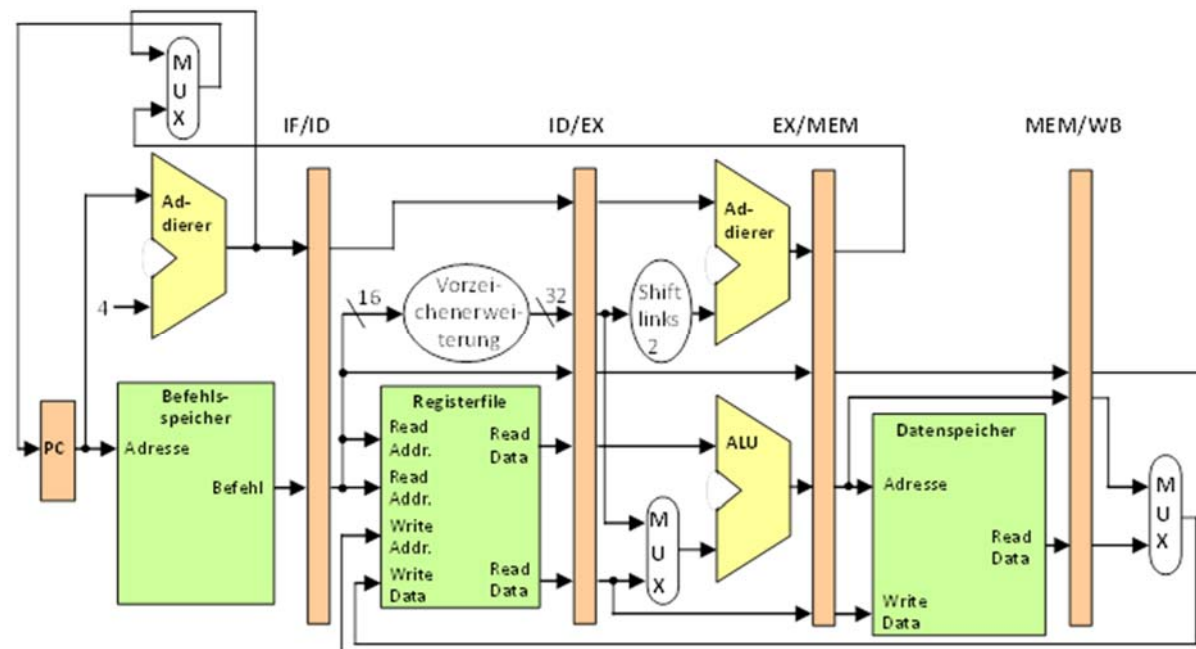 M
U
X
IF/ID
ID/EX
EX/MEM
MEM/WB
Ad-
dierer
4
16
Vorzei-
chenerwei-
terung
32
Shift
links
2
Ad-
dierer
PC
Befehls-
speicher
Adresse
Befehl
Registerfile
Read
Addr.
Read
Addr.
Write
Addr.
Write
Data
Read
Data
Read
Data
M
U
X
ALU
Datenspeicher
Adresse
Read
Data
Write
Data
M
U
X